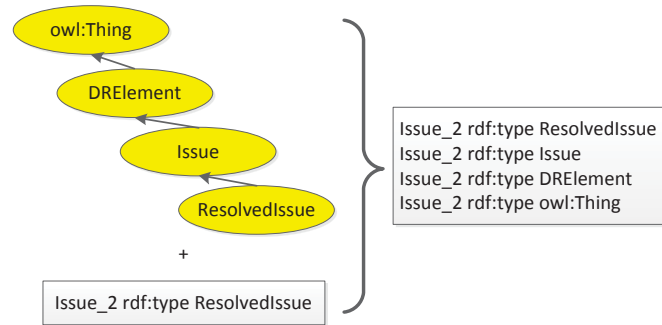 owl:Thing
DRElement
Issue
ResolvedIssue
+
Issue_2 rdf:type ResolvedIssue
Issue_2 rdf:type ResolvedIssue
Issue_2 rdf:type Issue
Issue_2 rdf:type DRElement
Issue_2 rdf:type owl:Thing